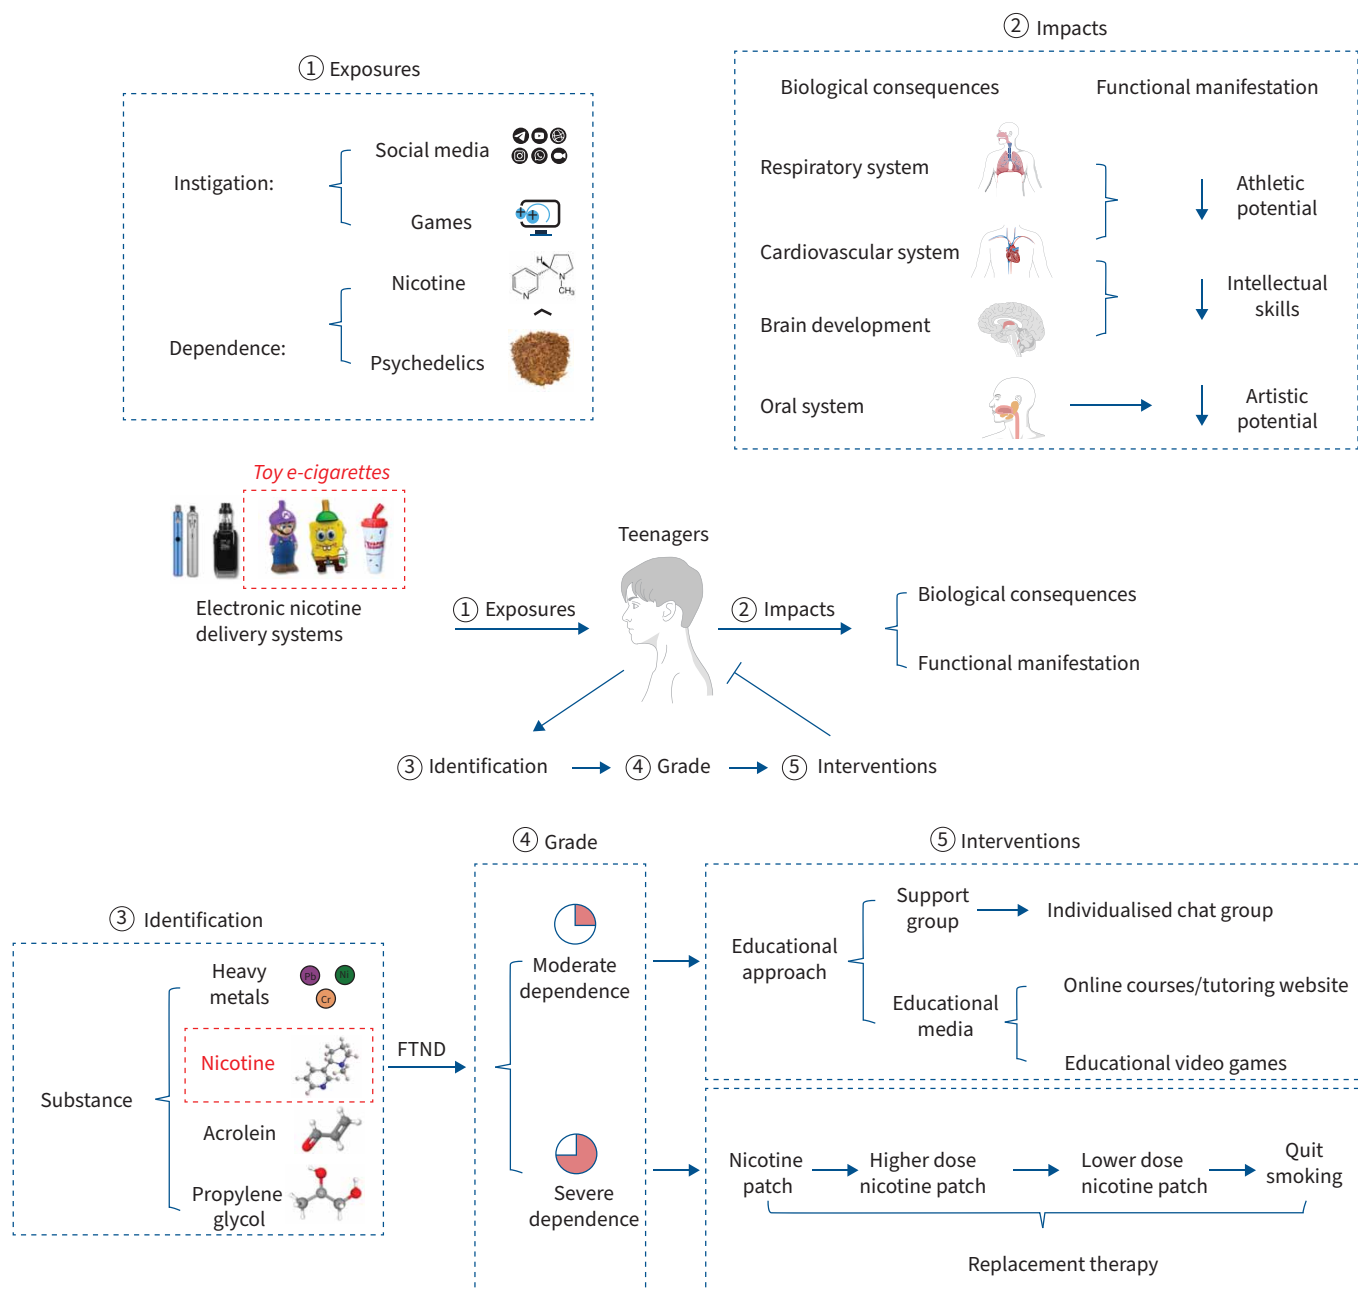 ① Exposures
Instigation:
Social media
Games
Dependence:
Nicotine
H
N
N
CH₃
Psychedelics
② Impacts
Biological consequences
Functional manifestation
Respiratory system
Cardiovascular system
Brain development
Oral system
Athletic
potential
Intellectual
skills
Artistic
potential
Toy e-cigarettes
Electronic nicotine
delivery systems
① Exposures
Teenagers
② Impacts
Biological consequences
Functional manifestation
③ Identification
④ Grade
⑤ Interventions
③ Identification
Substance
Heavy
metals
Pb
Ni
Cr
Nicotine
Acrolein
Propylene
glycol
FTND
④ Grade
Moderate
dependence
Severe
dependence
⑤ Interventions
Educational
approach
Support
group
Individualised chat group
Educational
media
Online courses/tutoring website
Educational video games
Nicotine
patch
Higher dose
nicotine patch
Lower dose
nicotine patch
Quit
smoking
Replacement therapy